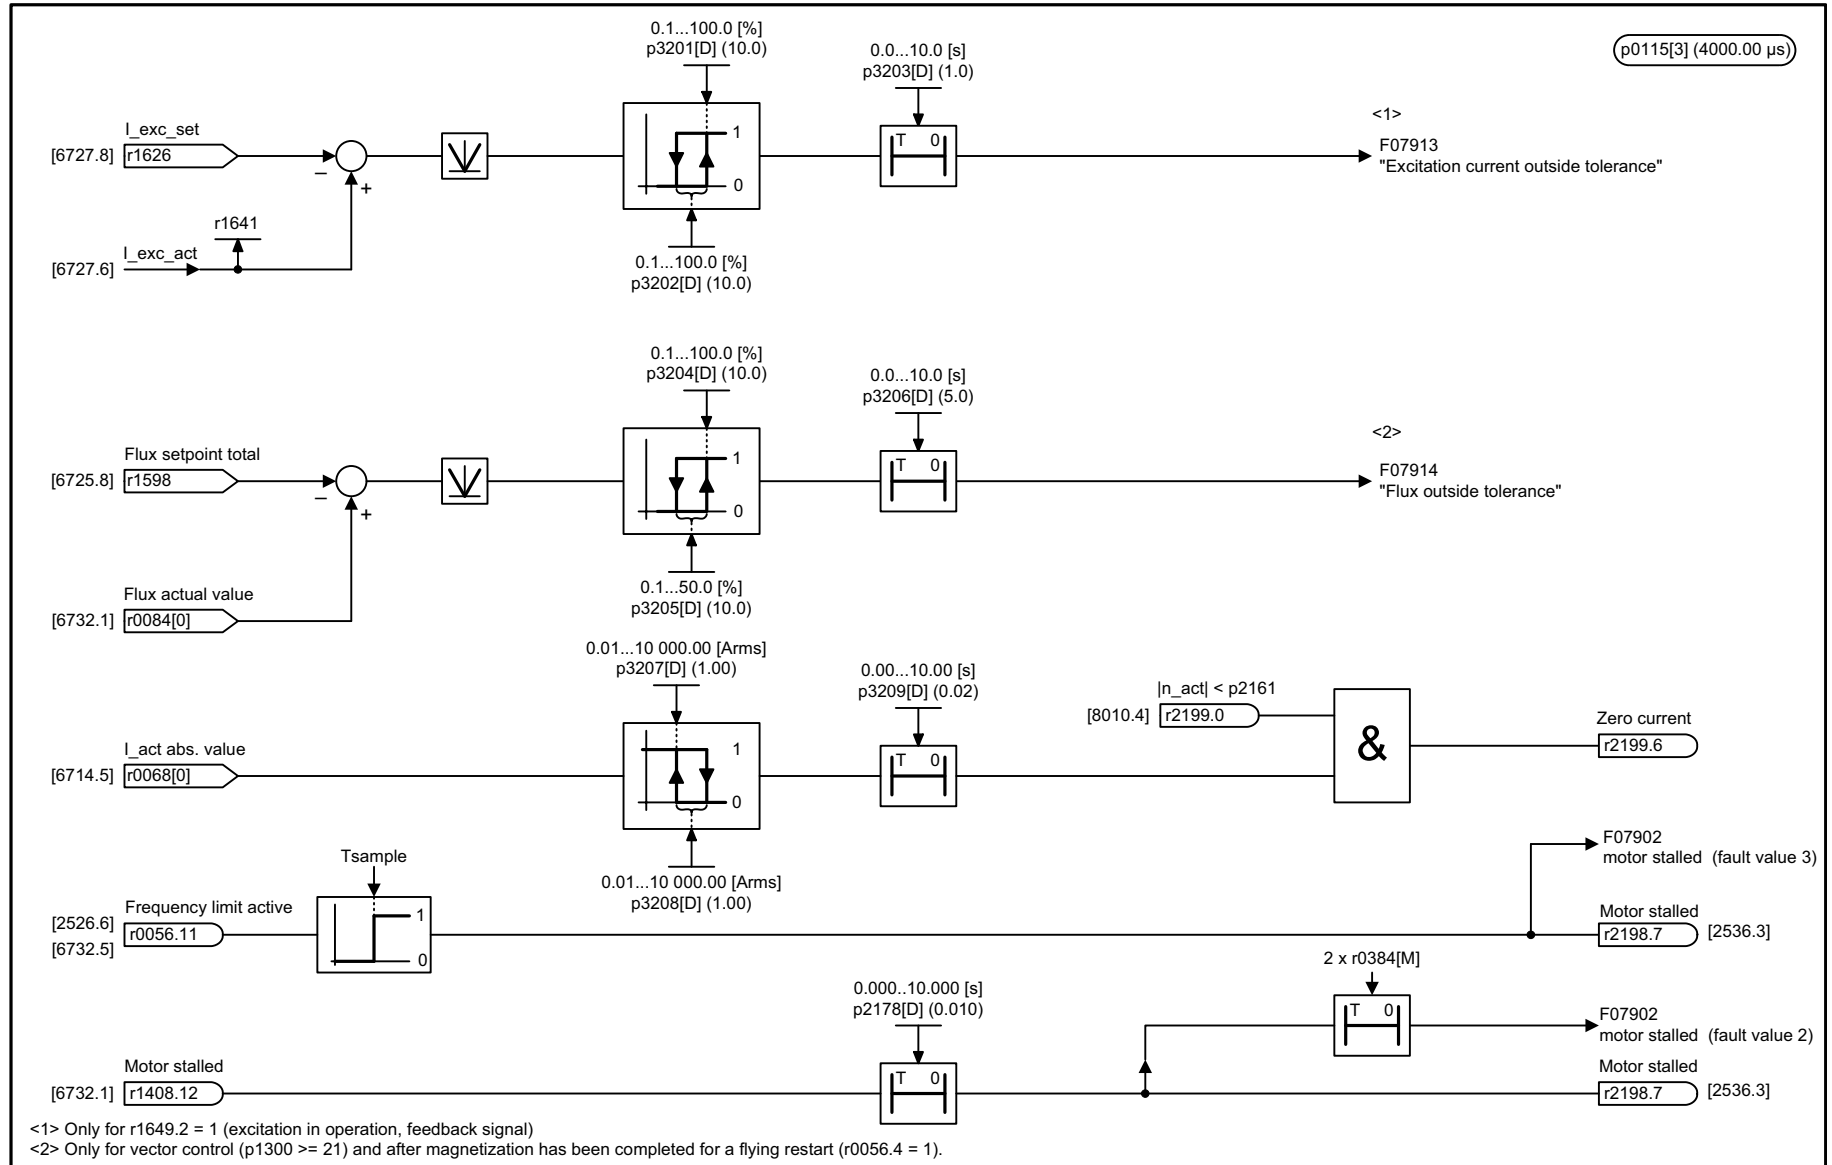 0.1...100.0 [%]
p3201[D] (10.0)
0.0...10.0 [s]
p3203[D] (1.0)
p0115[3] (4000.00 µs)
<1>
I_exc_set
[6727.8] r1626
–
+
1
0
T 0
F07913
"Excitation current outside tolerance"
r1641
I_exc_act
[6727.6]
0.1...100.0 [%]
p3202[D] (10.0)
0.1...100.0 [%]
p3204[D] (10.0)
0.0...10.0 [s]
p3206[D] (5.0)
<2>
Flux setpoint total
[6725.8] r1598
–
+
1
0
T 0
F07914
"Flux outside tolerance"
0.1...50.0 [%]
p3205[D] (10.0)
Flux actual value
[6732.1] r0084[0]
0.01...10 000.00 [Arms]
p3207[D] (1.00)
0.00...10.00 [s]
p3209[D] (0.02)
|n_act| < p2161
[8010.4] r2199.0
&
Zero current
r2199.6
I_act abs. value
[6714.5] r0068[0]
1
0
T 0
0.01...10 000.00 [Arms]
p3208[D] (1.00)
F07902
motor stalled (fault value 3)
Tsample
Frequency limit active
[2526.6]
r0056.11
[6732.5]
1
0
Motor stalled
r2198.7 [2536.3]
2 x r0384[M]
T 0
F07902
motor stalled (fault value 2)
0.000..10.000 [s]
p2178[D] (0.010)
Motor stalled
[6732.1] r1408.12
T 0
Motor stalled
r2198.7 [2536.3]
<1> Only for r1649.2 = 1 (excitation in operation, feedback signal)
<2> Only for vector control (p1300 >= 21) and after magnetization has been completed for a flying restart (r0056.4 = 1).